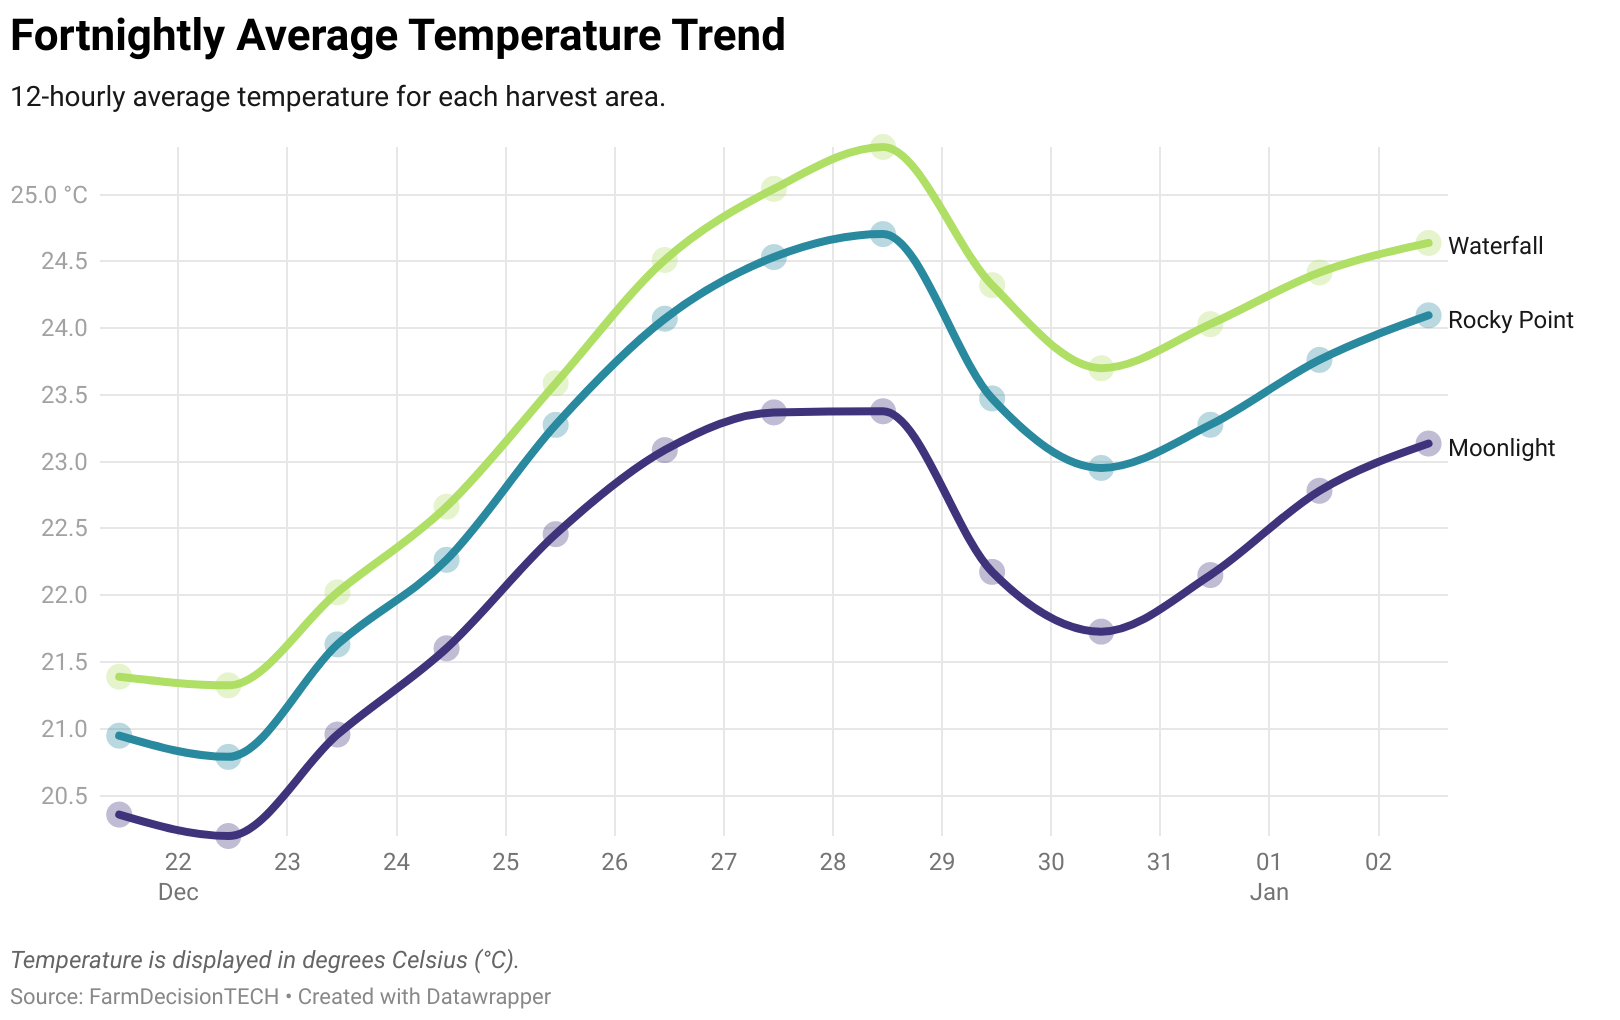 Fortnightly Average Temperature Trend
12-hourly average temperature for each harvest area.
25.0 °C
24.5
24.0
23.5
23.0
22.5
22.0
21.5
21.0
20.5
Waterfall
Rocky Point
Moonlight
22 23 24 25 26 27 28 29 30 31 01 02
Dec Jan
Temperature is displayed in degrees Celsius (°C).
Source: FarmDecisionTECH • Created with Datawrapper